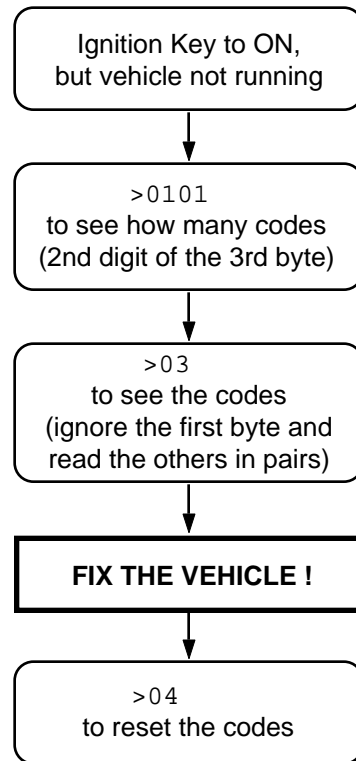 Ignition Key to ON,
but vehicle not running
>0101
to see how many codes
(2nd digit of the 3rd byte)
>03
to see the codes
(ignore the first byte and
read the others in pairs)
FIX THE VEHICLE !
>04
to reset the codes